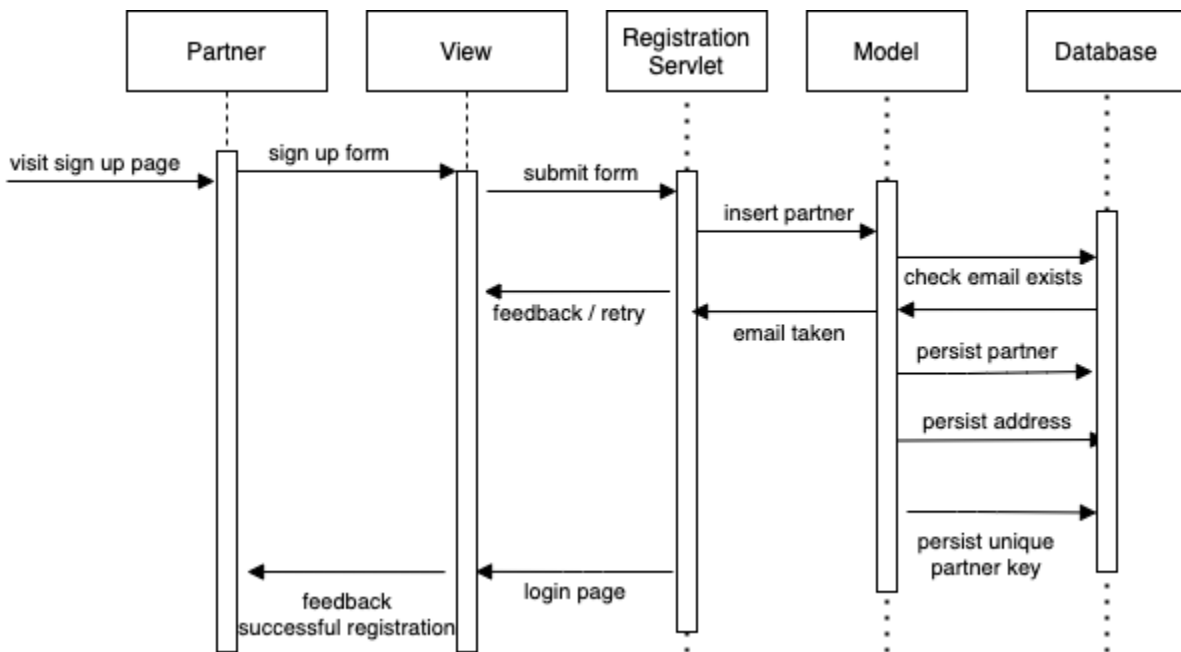 Partner
View
Registration
Servlet
Model
Database
visit sign up page
sign up form
submit form
insert partner
check email exists
feedback / retry
email taken
persist partner
persist address
persist unique
partner key
login page
feedback
successful registration